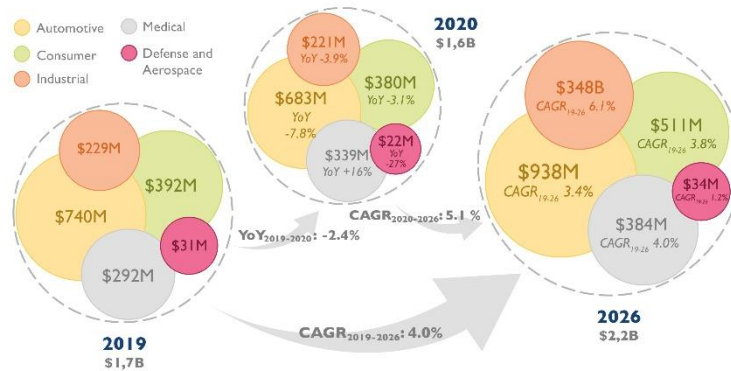 Automotive
Consumer
Industrial
Medical
Defense and
Aerospace
2019
$1,7B
$229M
$392M
$740M
$31M
$292M
YoY2019-2020: -2.4%
2020
$1,6B
$221M
YoY -3.9%
$380M
YoY -3.1%
$683M
YoY
-7.8%
$339M
YoY +16%
$22M
YoY
-27%
CAGR2020-2026: 5.1 %
CAGR2019-2026: 4.0%
$348B
CAGR19-26 6.1%
$511M
CAGR19-26 3.8%
$938M
CAGR19-26 3.4%
$34M
CAGR19-26 1.2%
$384M
CAGR19-26 4.0%
2026
$2,2B